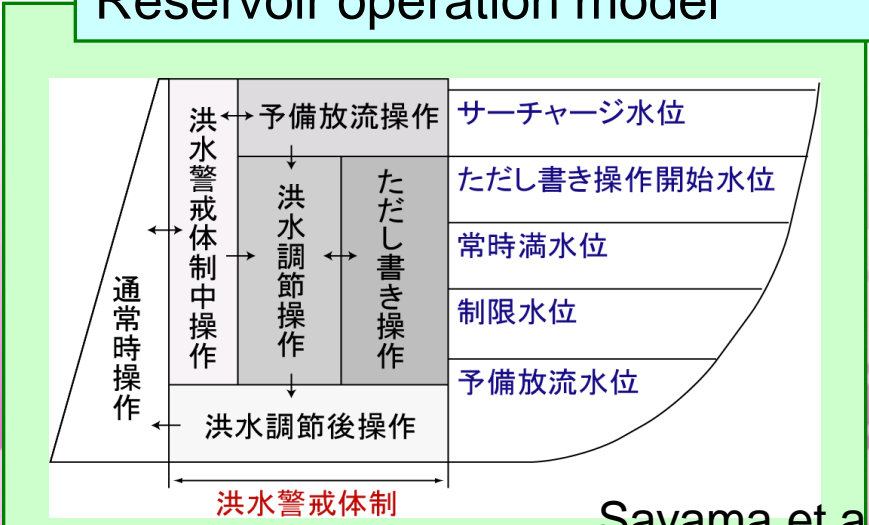 Reservoir operation model
洪水警戒体制中操作
予備放流操作
洪水調節操作
ただし書き操作
通常時操作
洪水調節後操作
洪水警戒体制
サーチャージ水位
ただし書き操作開始水位
常時満水位
制限水位
予備放流水位
Sayama et a